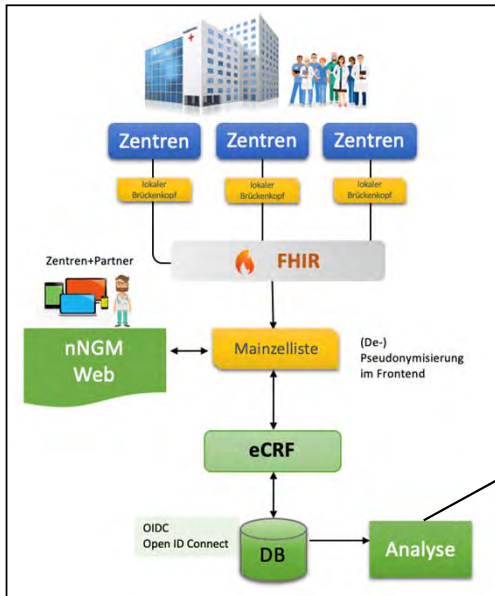 Zentren
Zentren
Zentren
lokaler
Brückenkopf
lokaler
Brückenkopf
lokaler
Brückenkopf
FHIR
Zentren+Partner
nNGM
Web
Mainzelliste
(De-)
Pseudonymisierung
im Frontend
eCRF
OIDC
Open ID Connect
DB
Analyse